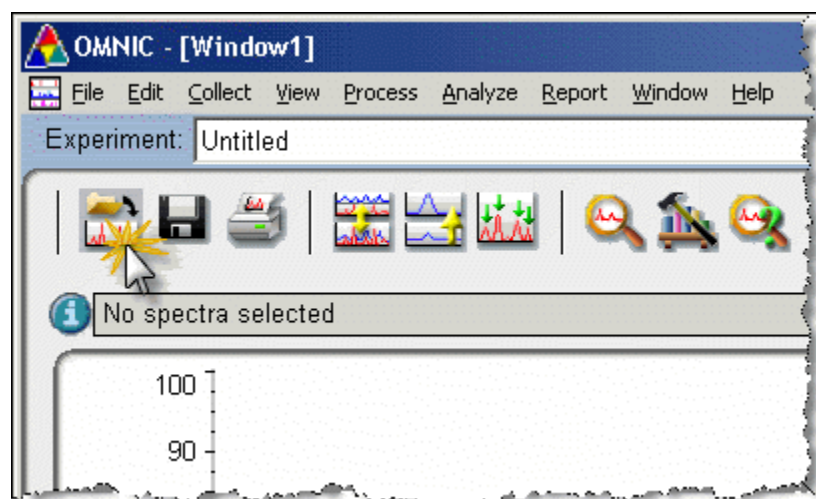 OMNIC - [Window1]
File Edit Collect View Process Analyze Report Window Help
Experiment: Untitled
No spectra selected
100
90